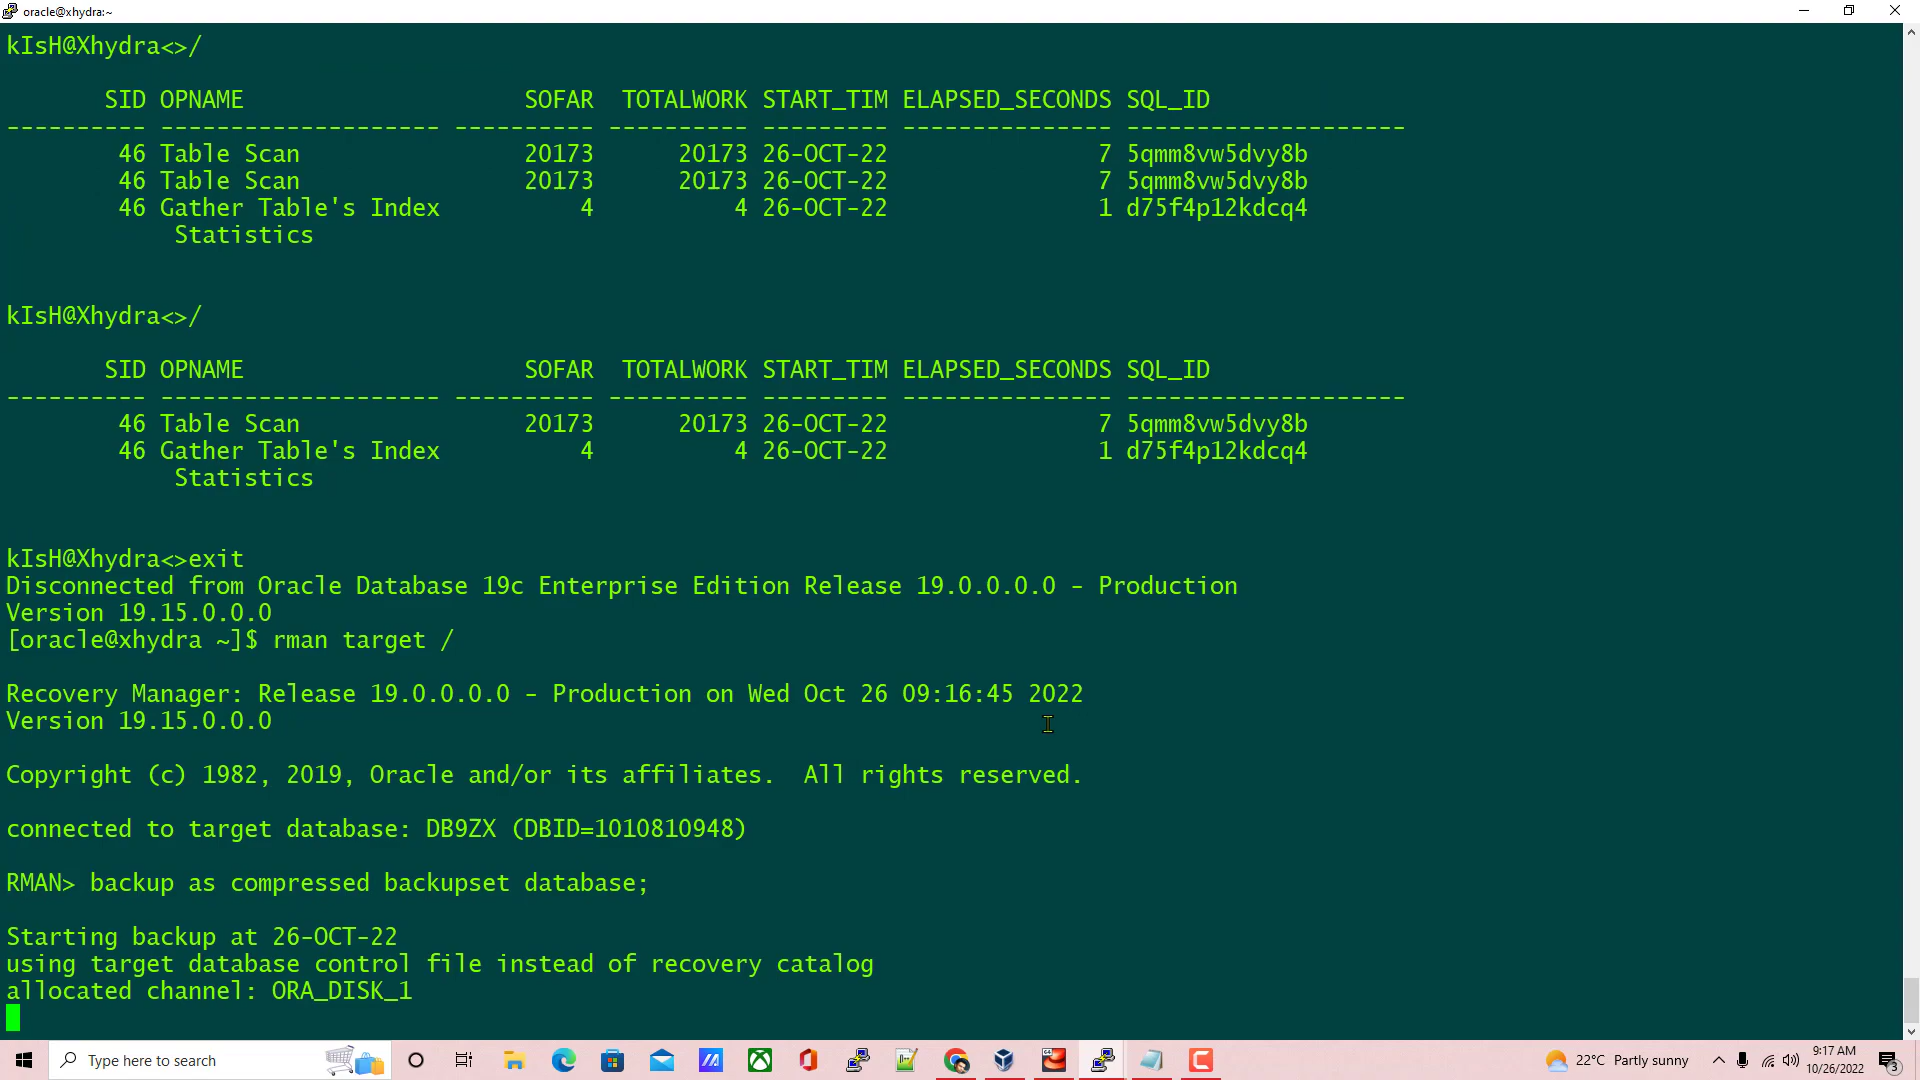 oracle@xhydra:~
kIsH@Xhydra<>/
       SID OPNAME                    SOFAR  TOTALWORK START_TIM ELAPSED_SECONDS SQL_ID
---------- -------------------- ---------- ---------- --------- --------------- --------------------
        46 Table Scan                20173      20173 26-OCT-22               7 5qmm8vw5dvy8b
        46 Table Scan                20173      20173 26-OCT-22               7 5qmm8vw5dvy8b
        46 Gather Table's Index          4          4 26-OCT-22               1 d75f4p12kdcq4
            Statistics
kIsH@Xhydra<>/
       SID OPNAME                    SOFAR  TOTALWORK START_TIM ELAPSED_SECONDS SQL_ID
---------- -------------------- ---------- ---------- --------- --------------- --------------------
        46 Table Scan                20173      20173 26-OCT-22               7 5qmm8vw5dvy8b
        46 Gather Table's Index          4          4 26-OCT-22               1 d75f4p12kdcq4
            Statistics
kIsH@Xhydra<>exit
Disconnected from Oracle Database 19c Enterprise Edition Release 19.0.0.0.0 - Production
Version 19.15.0.0.0
[oracle@xhydra ~]$ rman target /
Recovery Manager: Release 19.0.0.0.0 - Production on Wed Oct 26 09:16:45 2022
Version 19.15.0.0.0
Copyright (c) 1982, 2019, Oracle and/or its affiliates.  All rights reserved.
connected to target database: DB9ZX (DBID=1010810948)
RMAN> backup as compressed backupset database;
Starting backup at 26-OCT-22
using target database control file instead of recovery catalog
allocated channel: ORA_DISK_1
Type here to search
22°C Partly sunny
9:17 AM
10/26/2022
3